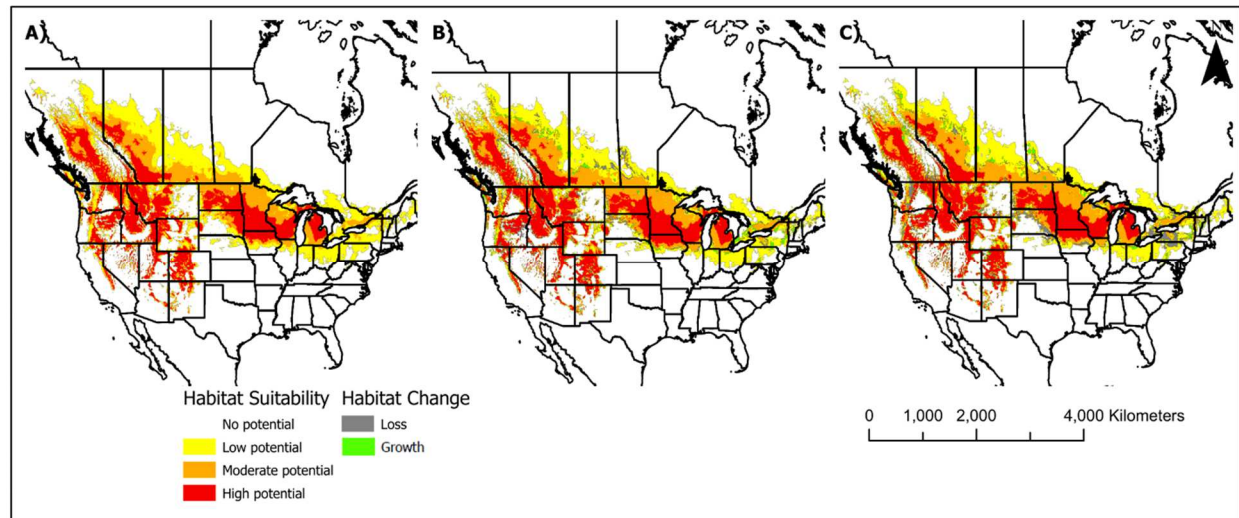 A)
B)
C)
N
Habitat Suitability
No potential
Low potential
Moderate potential
High potential
Habitat Change
Loss
Growth
0 1,000 2,000 4,000 Kilometers